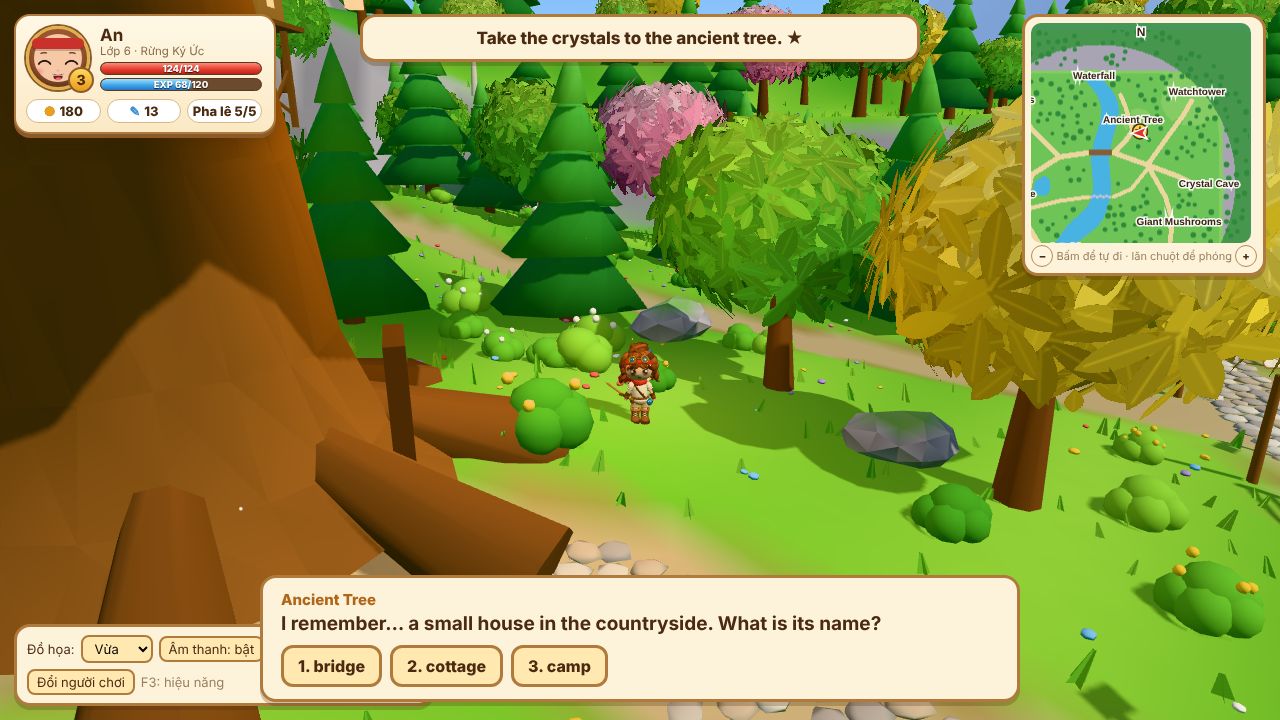 An
Lớp 6 · Rừng Ký Ức
124/124
3
EXP 68/120
180
13
Pha lê 5/5
Take the crystals to the ancient tree. ★
N
Waterfall
Watchtower
Ancient Tree
Crystal Cave
Giant Mushrooms
− Bấm để tự đi · lăn chuột để phóng +
Ancient Tree
I remember... a small house in the countryside. What is its name?
1. bridge
2. cottage
3. camp
Đồ họa: Vừa Âm thanh: bật
Đổi người chơi F3: hiệu năng